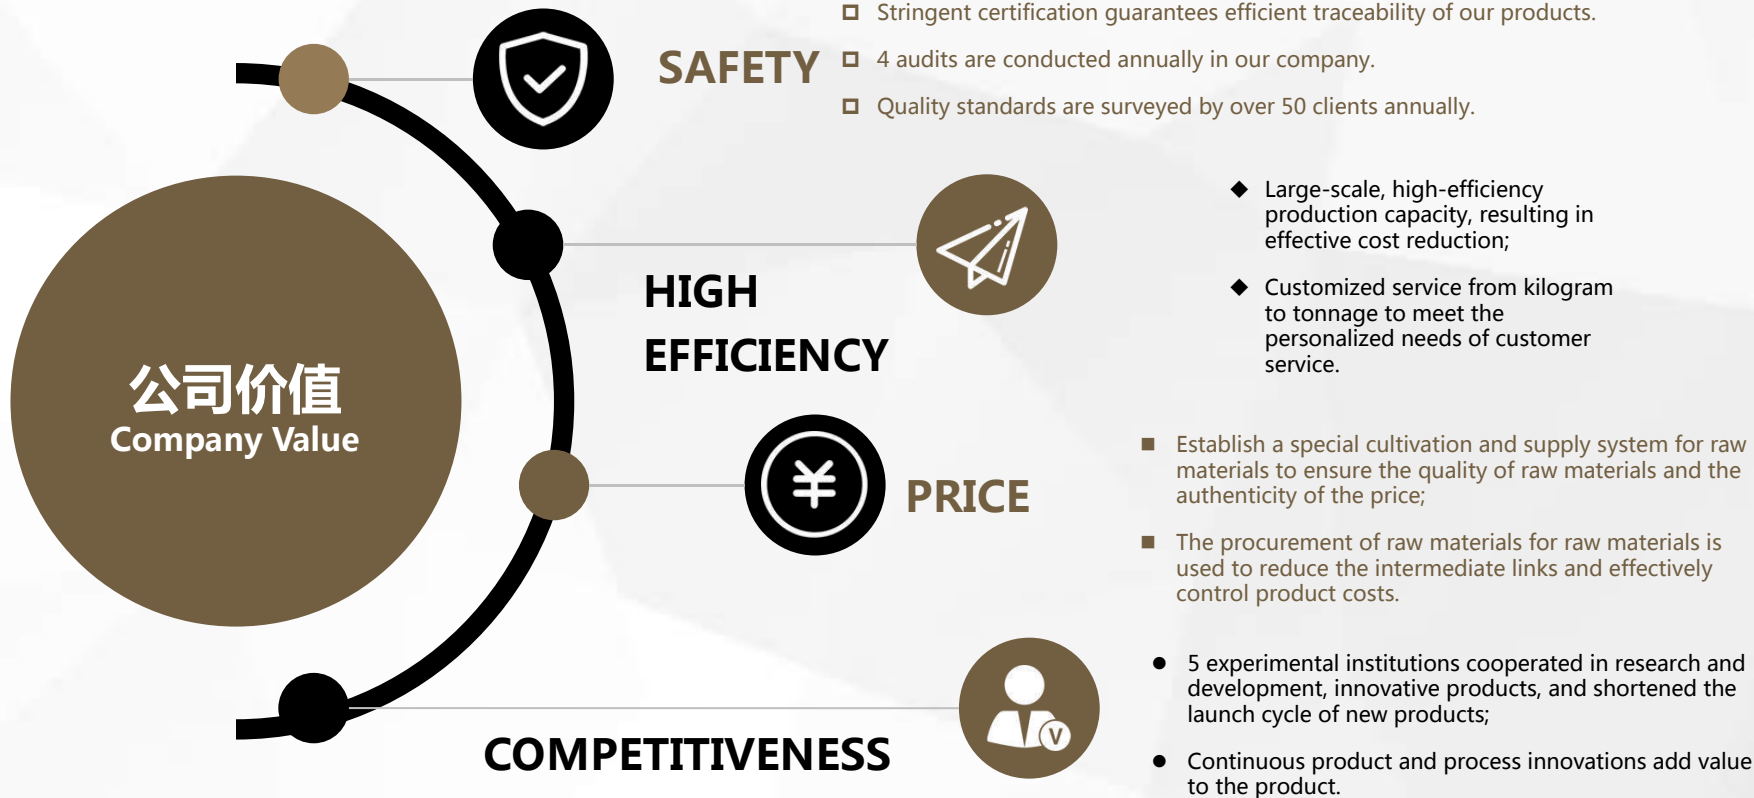 公司价值
Company Value
SAFETY
Stringent certification guarantees efficient traceability of our products.
4 audits are conducted annually in our company.
Quality standards are surveyed by over 50 clients annually.
HIGH
EFFICIENCY
Large-scale, high-efficiency
production capacity, resulting in
effective cost reduction;
Customized service from kilogram
to tonnage to meet the
personalized needs of customer
service.
¥
PRICE
Establish a special cultivation and supply system for raw
materials to ensure the quality of raw materials and the
authenticity of the price;
The procurement of raw materials for raw materials is
used to reduce the intermediate links and effectively
control product costs.
COMPETITIVENESS
V
5 experimental institutions cooperated in research and
development, innovative products, and shortened the
launch cycle of new products;
Continuous product and process innovations add value
to the product.